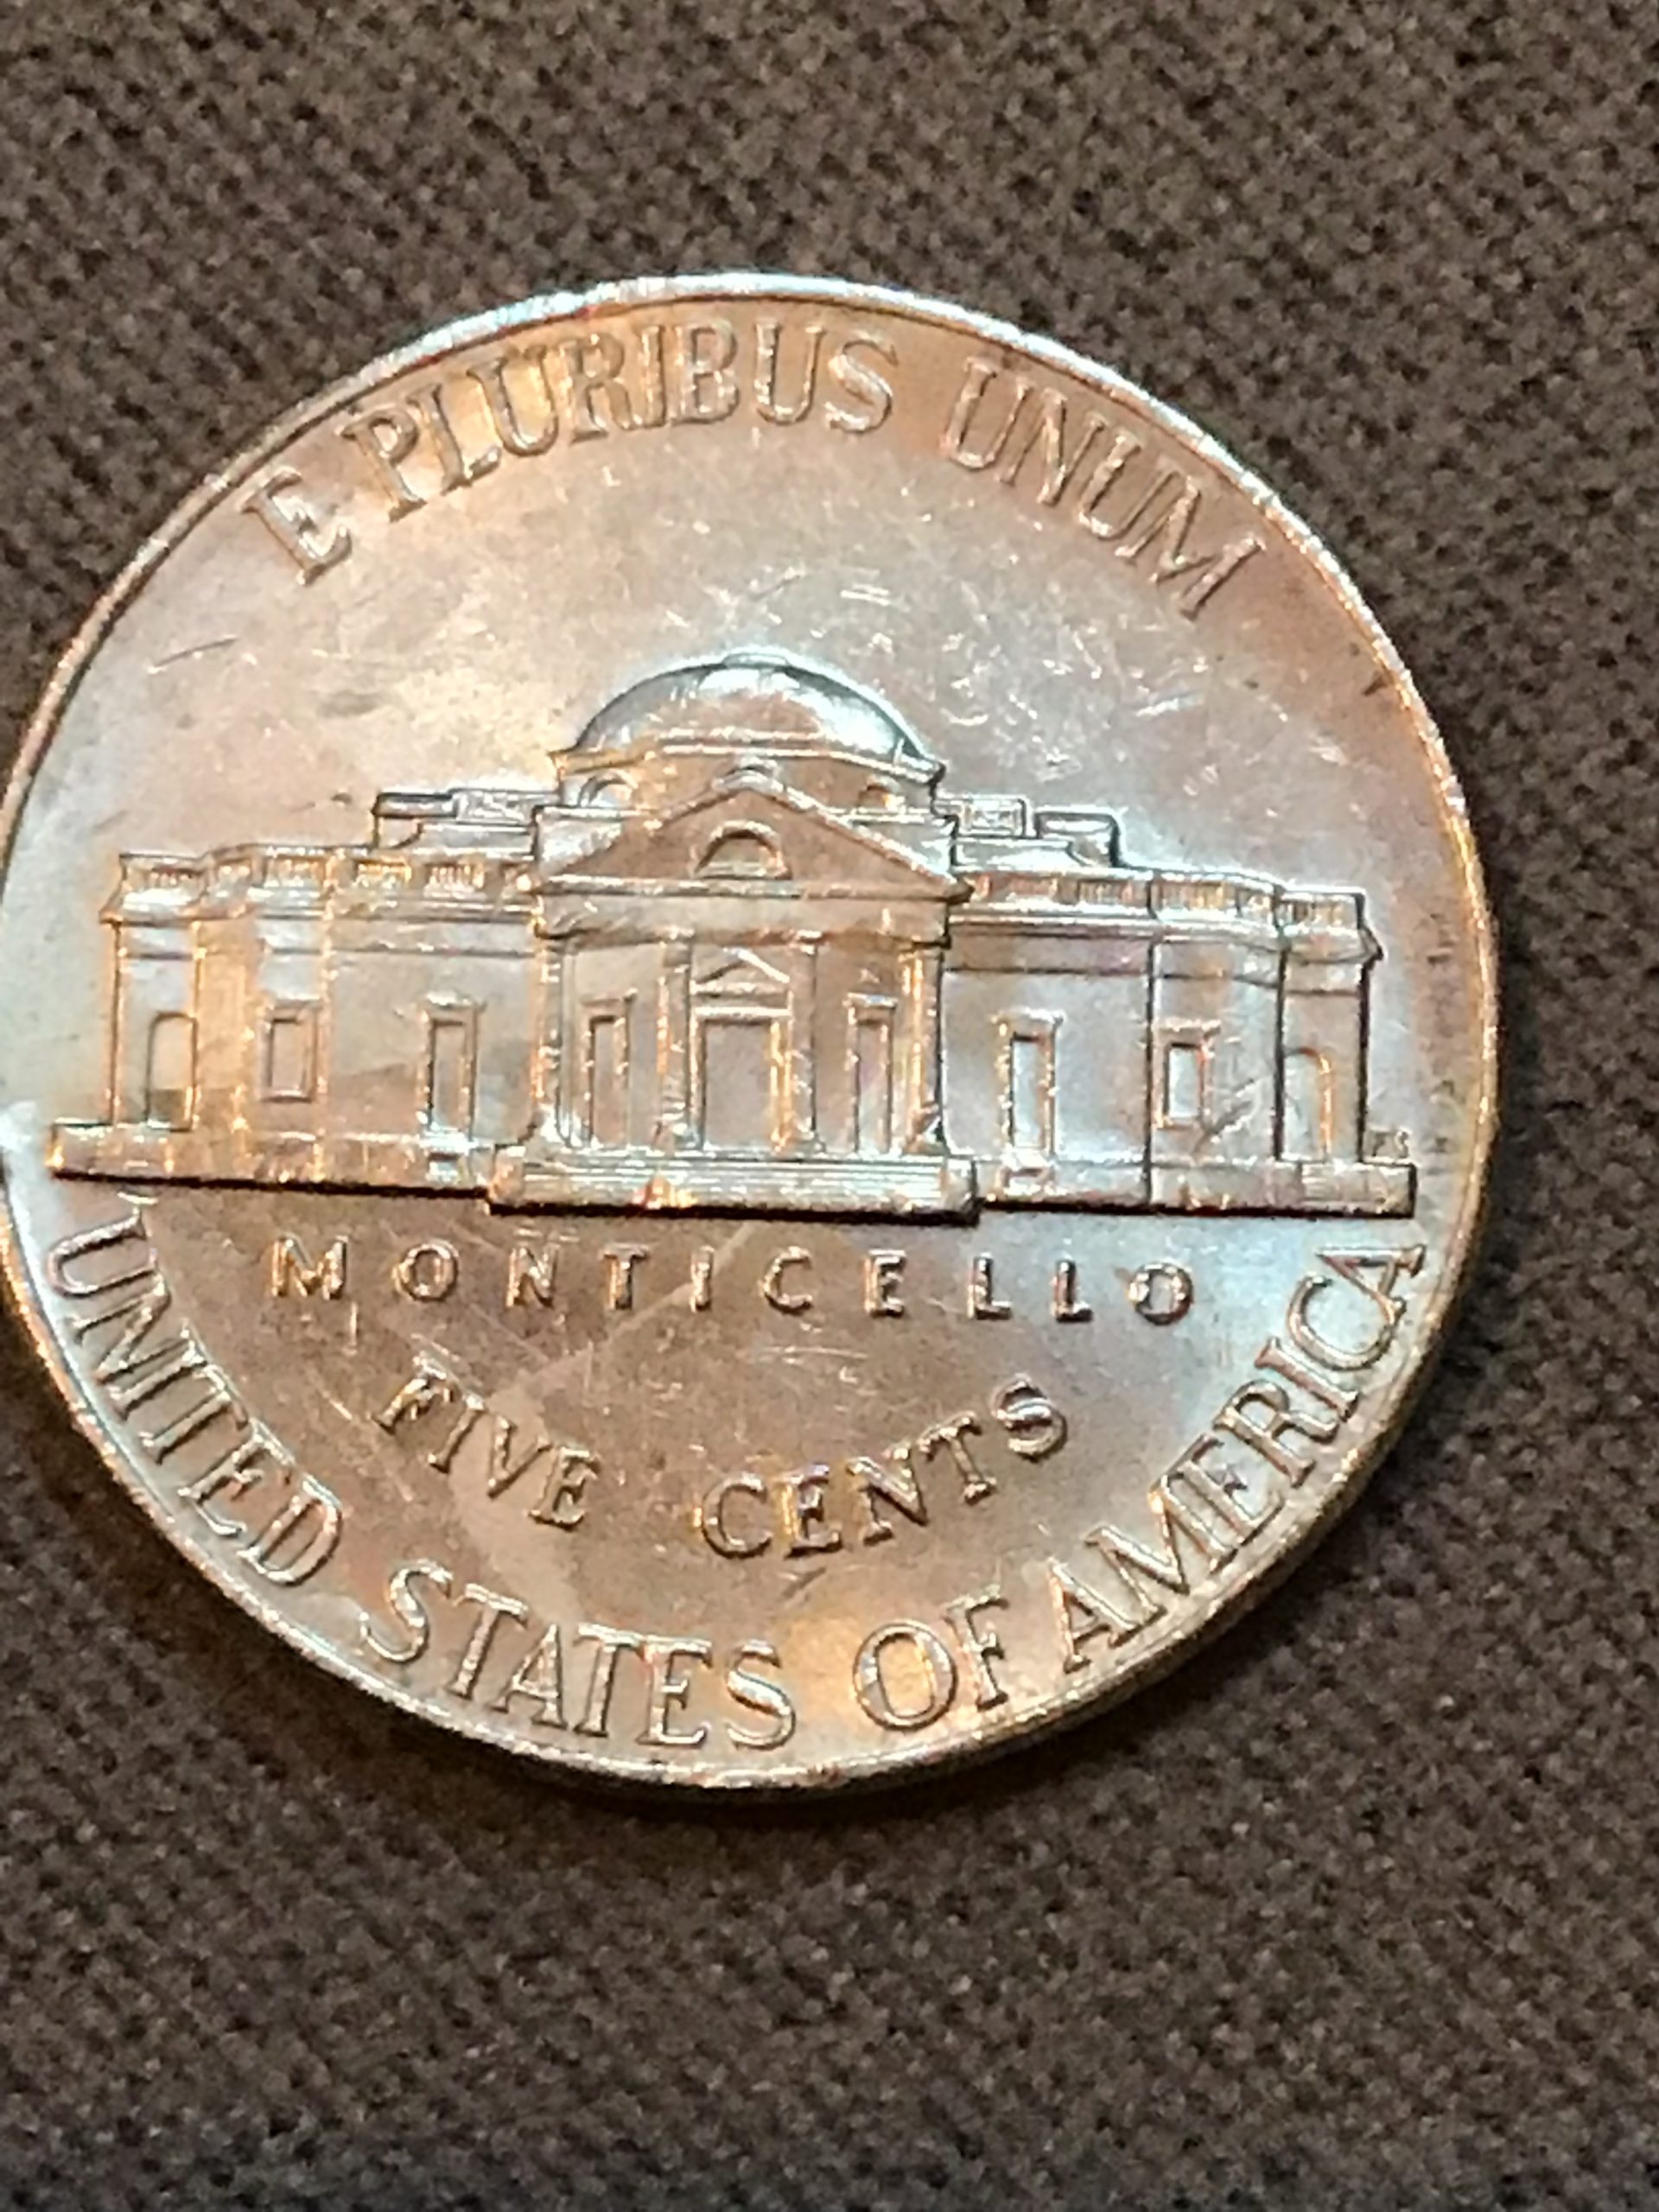 E PLURIBUS UNUM
MONTICELLO
FIVE CENTS
UNITED STATES OF AMERICA